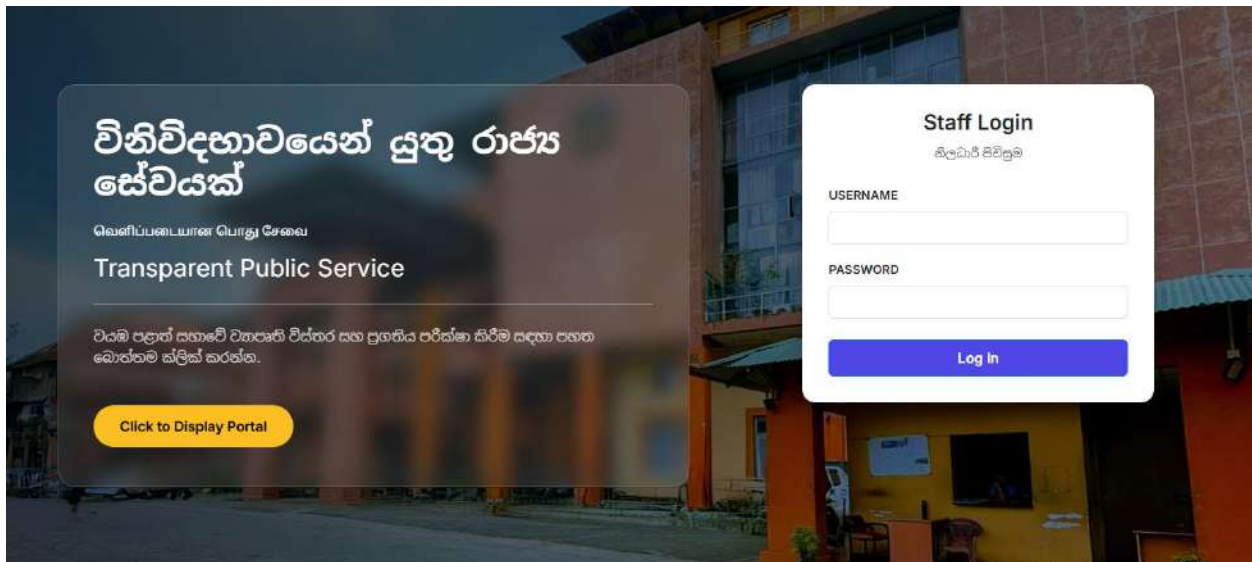 විනිවිදභාවයෙන් යුතු රාජ්‍ය
සේවයක්
வெளிப்படையான பொது சேவை
Transparent Public Service
වයඹ පළාත් සභාවේ ව්‍යාපෘති විස්තර සහ ප්‍රගතිය පරීක්ෂා කිරීම සඳහා පහත
බොත්තම ක්ලික් කරන්න.
Click to Display Portal
Staff Login
නිලධාරී පිවිසුම
USERNAME
PASSWORD
Log In